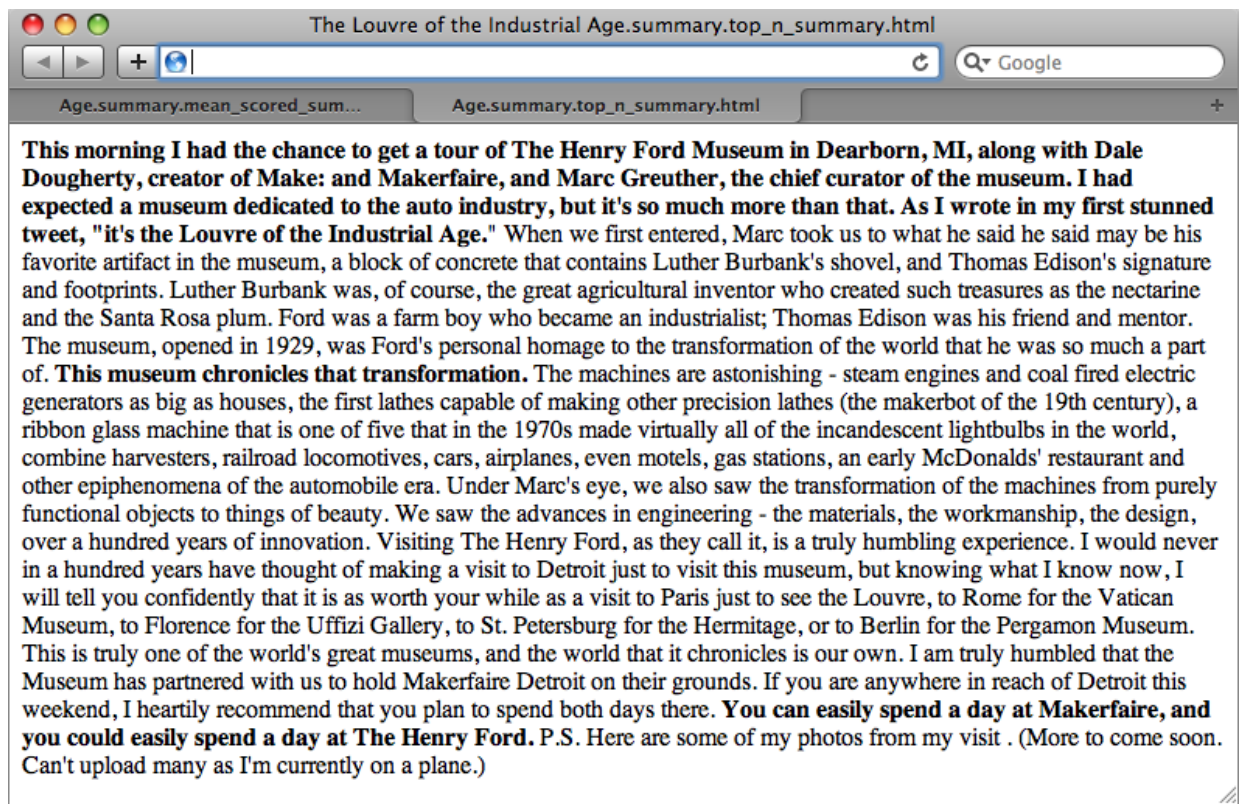 The Louvre of the Industrial Age.summary.top_n_summary.html
+
Google
Age.summary.mean_scored_sum...
Age.summary.top_n_summary.html
+
This morning I had the chance to get a tour of The Henry Ford Museum in Dearborn, MI, along with Dale
Dougherty, creator of Make: and Makerfaire, and Marc Greuther, the chief curator of the museum. I had
expected a museum dedicated to the auto industry, but it's so much more than that. As I wrote in my first stunned
tweet, "it's the Louvre of the Industrial Age." When we first entered, Marc took us to what he said he said may be his
favorite artifact in the museum, a block of concrete that contains Luther Burbank's shovel, and Thomas Edison's signature
and footprints. Luther Burbank was, of course, the great agricultural inventor who created such treasures as the nectarine
and the Santa Rosa plum. Ford was a farm boy who became an industrialist; Thomas Edison was his friend and mentor.
The museum, opened in 1929, was Ford's personal homage to the transformation of the world that he was so much a part
of. This museum chronicles that transformation. The machines are astonishing - steam engines and coal fired electric
generators as big as houses, the first lathes capable of making other precision lathes (the makerbot of the 19th century), a
ribbon glass machine that is one of five that in the 1970s made virtually all of the incandescent lightbulbs in the world,
combine harvesters, railroad locomotives, cars, airplanes, even motels, gas stations, an early McDonalds' restaurant and
other epiphenomena of the automobile era. Under Marc's eye, we also saw the transformation of the machines from purely
functional objects to things of beauty. We saw the advances in engineering - the materials, the workmanship, the design,
over a hundred years of innovation. Visiting The Henry Ford, as they call it, is a truly humbling experience. I would never
in a hundred years have thought of making a visit to Detroit just to visit this museum, but knowing what I know now, I
will tell you confidently that it is as worth your while as a visit to Paris just to see the Louvre, to Rome for the Vatican
Museum, to Florence for the Uffizi Gallery, to St. Petersburg for the Hermitage, or to Berlin for the Pergamon Museum.
This is truly one of the world's great museums, and the world that it chronicles is our own. I am truly humbled that the
Museum has partnered with us to hold Makerfaire Detroit on their grounds. If you are anywhere in reach of Detroit this
weekend, I heartily recommend that you plan to spend both days there. You can easily spend a day at Makerfaire, and
you could easily spend a day at The Henry Ford. P.S. Here are some of my photos from my visit . (More to come soon.
Can't upload many as I'm currently on a plane.)